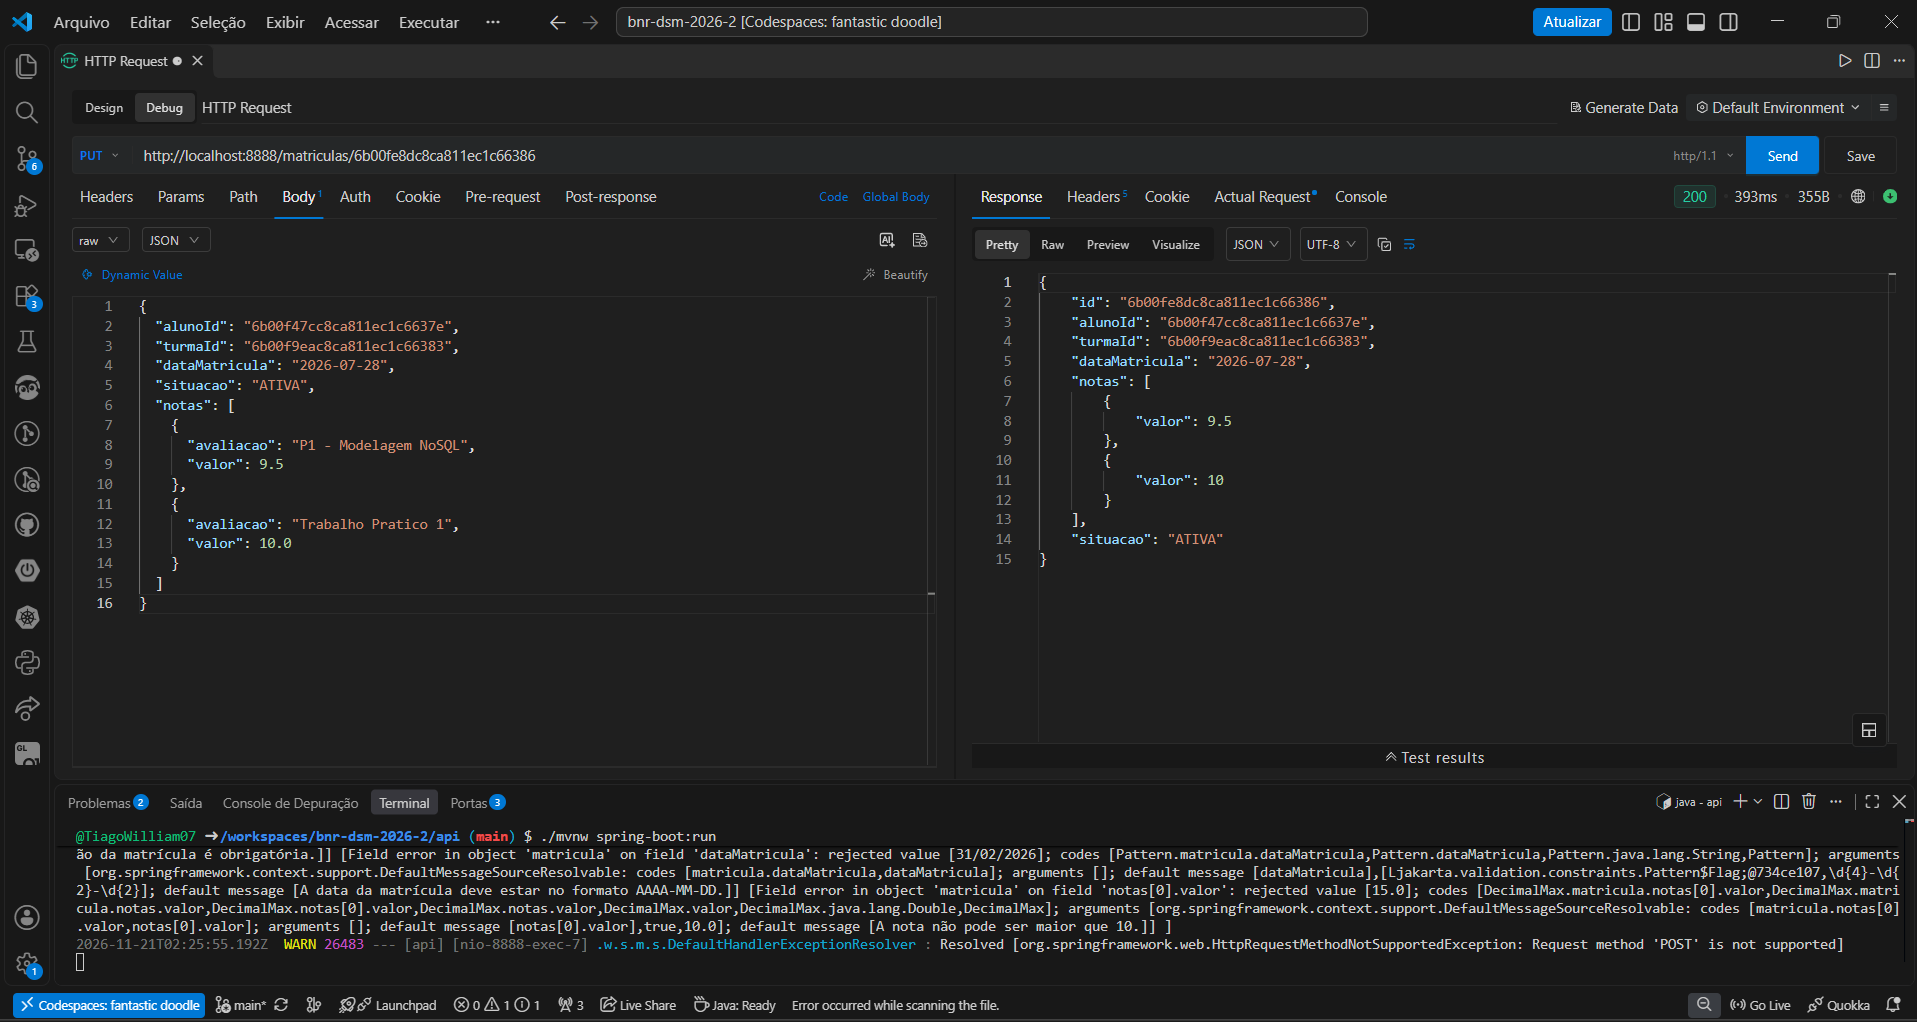 Arquivo Editar Seleção Exibir Acessar Executar ··· bnr-dsm-2026-2 [Codespaces: fantastic doodle] Atualizar
HTTP Request
Design Debug HTTP Request Generate Data Default Environment
PUT http://localhost:8888/matriculas/6b00fe8dc8ca811ec1c66386 http/1.1 Send Save
Headers Params Path Body 1 Auth Cookie Pre-request Post-response Code Global Body
raw JSON
Dynamic Value Beautify
1 {
2 "alunoId": "6b00f47cc8ca811ec1c6637e",
3 "turmaId": "6b00f9eac8ca811ec1c66383",
4 "dataMatricula": "2026-07-28",
5 "situacao": "ATIVA",
6 "notas": [
7 {
8 "avaliacao": "P1 - Modelagem NoSQL",
9 "valor": 9.5
10 },
11 {
12 "avaliacao": "Trabalho Pratico 1",
13 "valor": 10.0
14 }
15 ]
16 }
Response Headers 5 Cookie Actual Request Console 200 393ms 355B
Pretty Raw Preview Visualize JSON UTF-8
1 {
2 "id": "6b00fe8dc8ca811ec1c66386",
3 "alunoId": "6b00f47cc8ca811ec1c6637e",
4 "turmaId": "6b00f9eac8ca811ec1c66383",
5 "dataMatricula": "2026-07-28",
6 "notas": [
7 {
8 "valor": 9.5
9 },
10 {
11 "valor": 10
12 }
13 ],
14 "situacao": "ATIVA"
15 }
Test results
Problemas 2 Saída Console de Depuração Terminal Portas 3 java - api
@TiagoWilliam07 ➜/workspaces/bnr-dsm-2026-2/api (main) $ ./mvnw spring-boot:run
ão da matrícula é obrigatória.]] [Field error in object 'matricula' on field 'dataMatricula': rejected value [31/02/2026]; codes [Pattern.matricula.dataMatricula,Pattern.dataMatricula,Pattern.java.lang.String,Pattern]; arguments
[org.springframework.context.support.DefaultMessageSourceResolvable: codes [matricula.dataMatricula,dataMatricula]; arguments []; default message [dataMatricula],[Ljakarta.validation.constraints.Pattern$Flag;@734ce107,\d{4}-\d{
2}-\d{2}]; default message [A data da matrícula deve estar no formato AAAA-MM-DD.]] [Field error in object 'matricula' on field 'notas[0].valor': rejected value [15.0]; codes [DecimalMax.matricula.notas[0].valor,DecimalMax.matri
cula.notas.valor,DecimalMax.notas[0].valor,DecimalMax.notas.valor,DecimalMax.valor,DecimalMax.java.lang.Double,DecimalMax]; arguments [org.springframework.context.support.DefaultMessageSourceResolvable: codes [matricula.notas[0]
.valor,notas[0].valor]; arguments []; default message [notas[0].valor],true,10.0]; default message [A nota não pode ser maior que 10.]] ]
2026-11-21T02:25:55.192Z WARN 26483 --- [api] [nio-8888-exec-7] .w.s.m.s.DefaultHandlerExceptionResolver : Resolved [org.springframework.web.HttpRequestMethodNotSupportedException: Request method 'POST' is not supported]
Codespaces: fantastic doodle main* Launchpad 0 1 1 3 Live Share Java: Ready Error occurred while scanning the file. Go Live Quokka